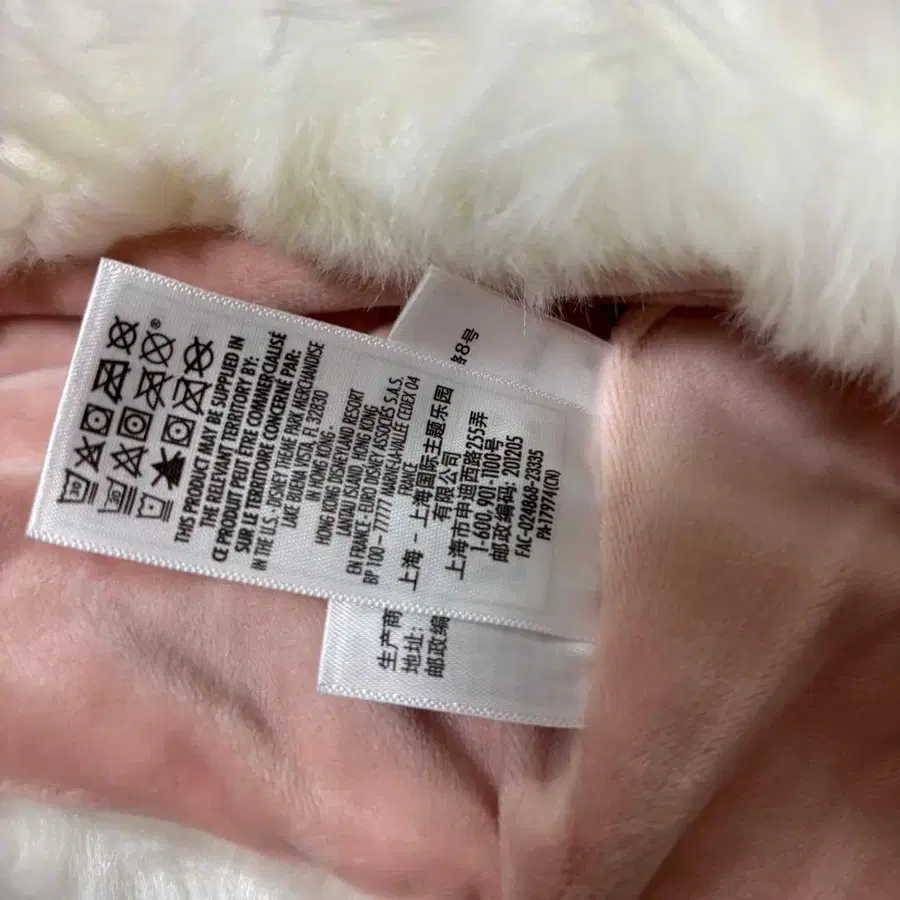 THIS PRODUCT MAY BE SUPPLIED IN
THE RELEVANT TERRITORY BY:
CE PRODUIT PEUT ETRE COMMERCIALISE
SUR LE TERRITOIRE CONCERNE PAR:
IN THE U.S. - DISNEY THEME PARK MERCHANDISE
LAKE BUENA VISTA, FL 32830
IN HONG KONG -
HONG KONG DISNEYLAND RESORT
LANTAU ISLAND, HONG KONG
EN FRANCE - EURO DISNEY ASSOCIES S.A.S.
BP 100 - 77777 MARNE-LA-VALLEE CEDEX 04
FRANCE
上海 - 上海国际主题乐园
有限公司
上海市申迪西路255弄
1-600, 901-1100号
邮政编码: 201205
FAC-024868-23335
PA-17974(CN)
路8号
生产商
地址:
邮政编